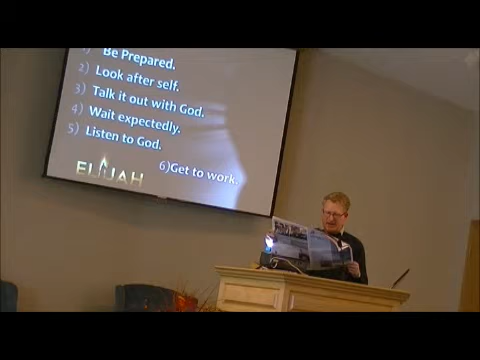 1) Be Prepared.
2) Look after self.
3) Talk it out with God.
4) Wait expectedly.
5) Listen to God.
6)Get to work.
ELIJAH